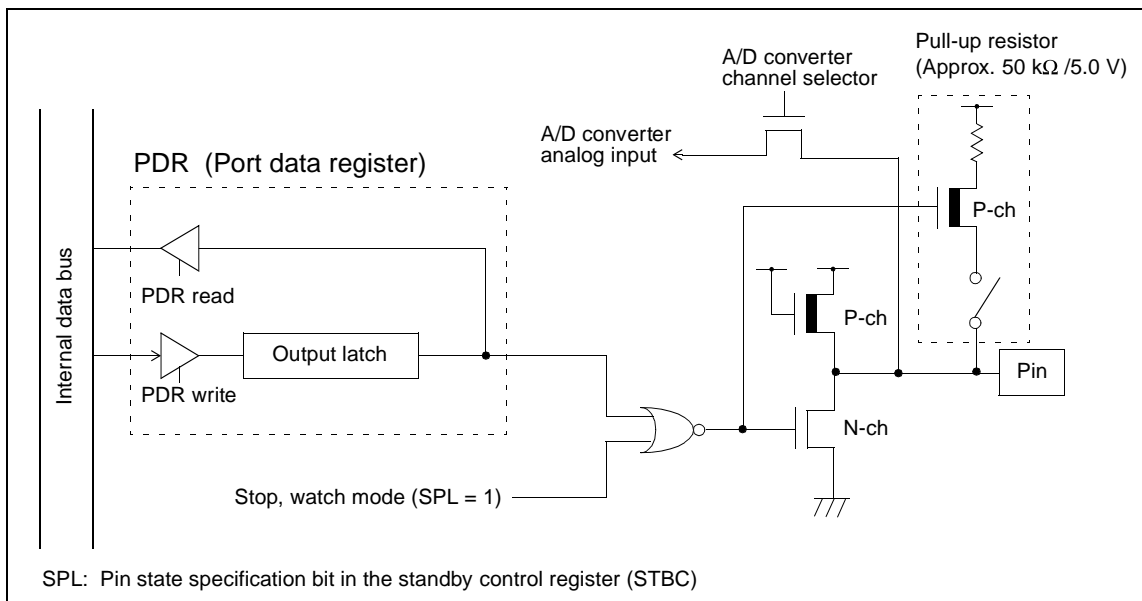 Pull-up resistor
(Approx. 50 kΩ /5.0 V)
A/D converter
channel selector
A/D converter
analog input
PDR (Port data register)
P-ch
Internal data bus
PDR read
P-ch
Output latch
Pin
PDR write
N-ch
Stop, watch mode (SPL = 1)
SPL: Pin state specification bit in the standby control register (STBC)